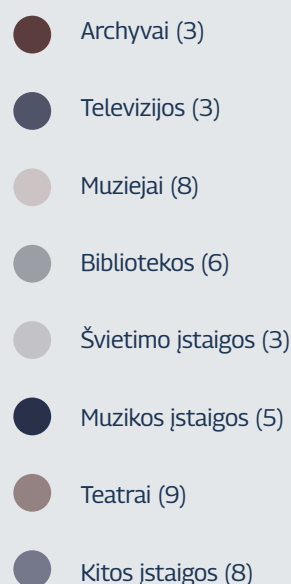 Archyvai (3)
Televizijos (3)
Muziejai (8)
Bibliotekos (6)
Švietimo įstaigos (3)
Muzikos įstaigos (5)
Teatrai (9)
Kitos įstaigos (8)